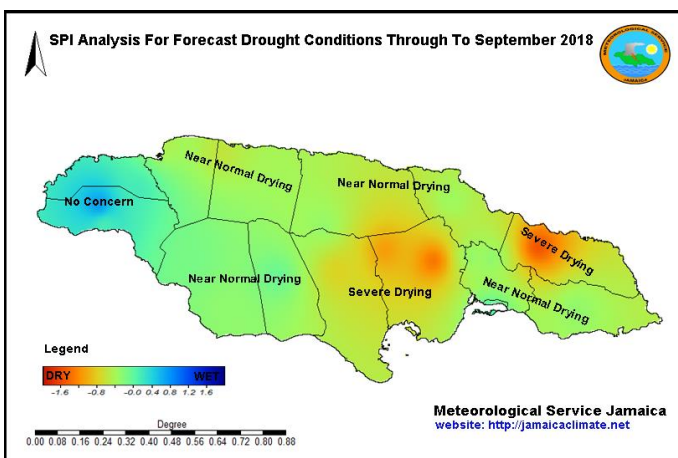 SPI Analysis For Forecast Drought Conditions Through To September 2018
METEOROLOGICAL SERVICE
JAMAICA
Near Normal Drying
Near Normal Drying
No Concern
Severe Drying
Near Normal Drying
Severe Drying
Near Normal Drying
Legend
DRY WET
-1.6 -0.8 -0.0 0.4 0.8 1.2 1.6
Degree
0.00 0.08 0.16 0.24 0.32 0.40 0.48 0.56 0.64 0.72 0.80 0.88
Meteorological Service Jamaica
website: http://jamaicaclimate.net